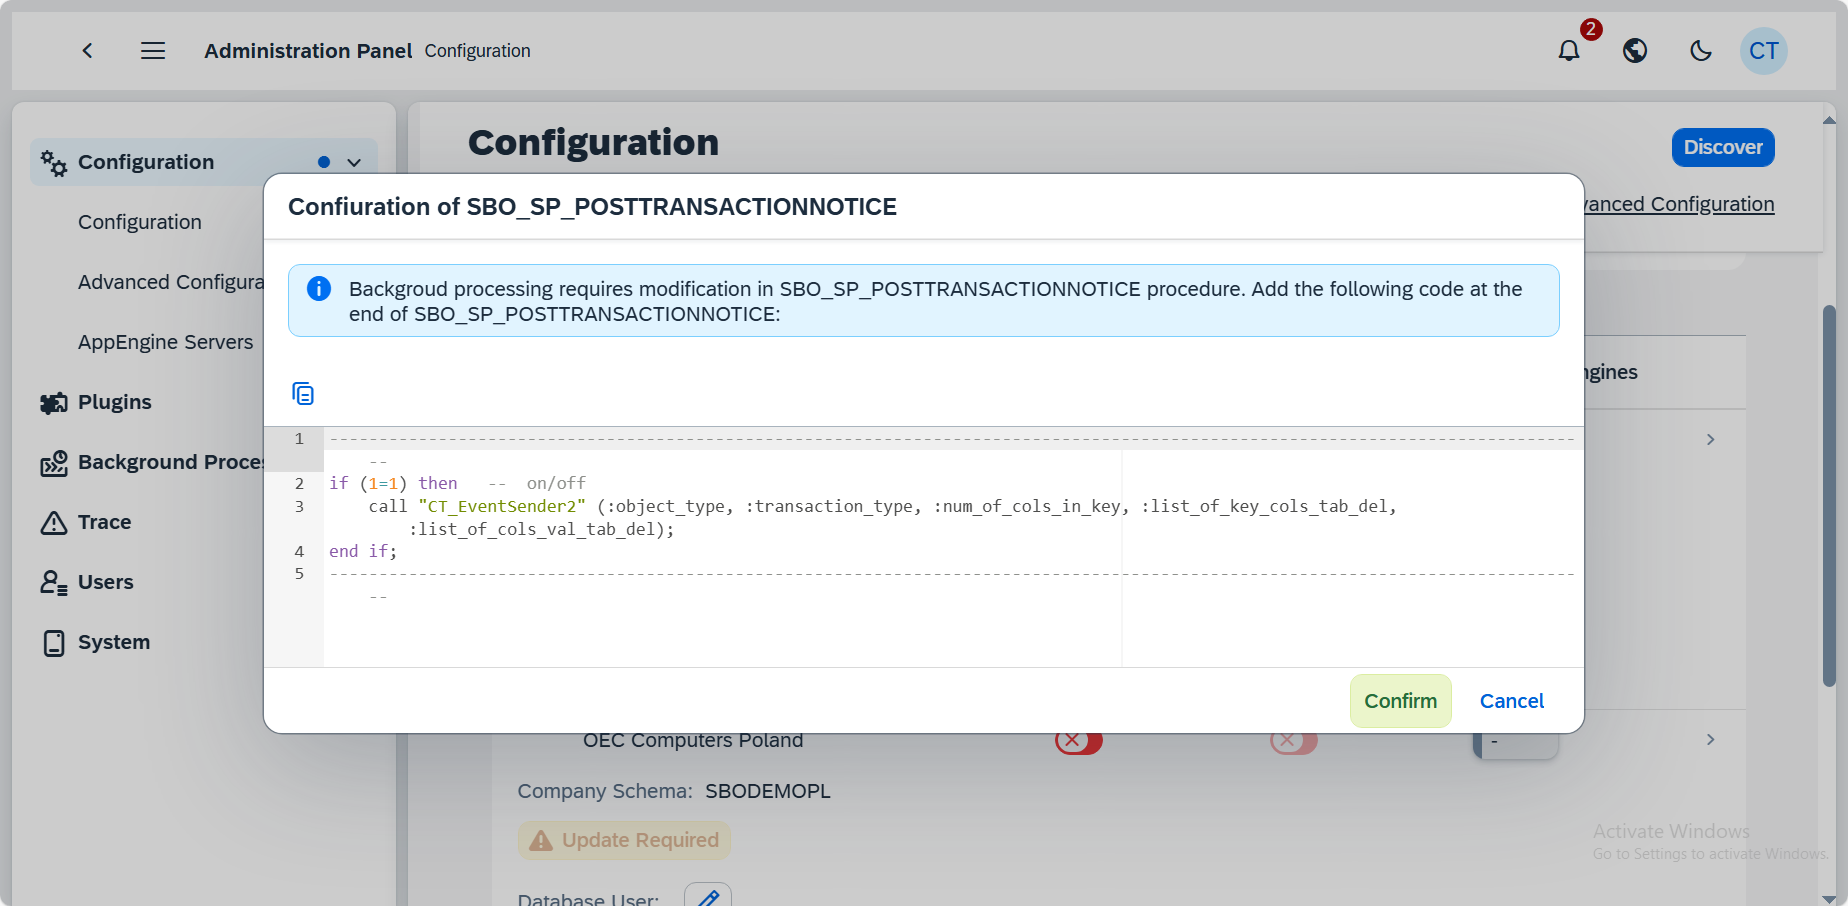 Administration Panel Configuration
2
CT
Configuration
Configuration
Advanced Configura
AppEngine Servers
Plugins
Background Proces
Trace
Users
System
Configuration
Discover
vanced Configuration
Confiuration of SBO_SP_POSTTRANSACTIONNOTICE
Backgroud processing requires modification in SBO_SP_POSTTRANSACTIONNOTICE procedure. Add the following code at the
end of SBO_SP_POSTTRANSACTIONNOTICE:
ngines
1 ------------------------------------------------------------------------------------------------------------------------------
--
2 if (1=1) then   --  on/off
3     call "CT_EventSender2" (:object_type, :transaction_type, :num_of_cols_in_key, :list_of_key_cols_tab_del,
:list_of_cols_val_tab_del);
4 end if;
5 ------------------------------------------------------------------------------------------------------------------------------
--
Confirm Cancel
OEC Computers Poland
-
Company Schema: SBODEMOPL
Update Required
Database User:
Activate Windows
Go to Settings to activate Windows.